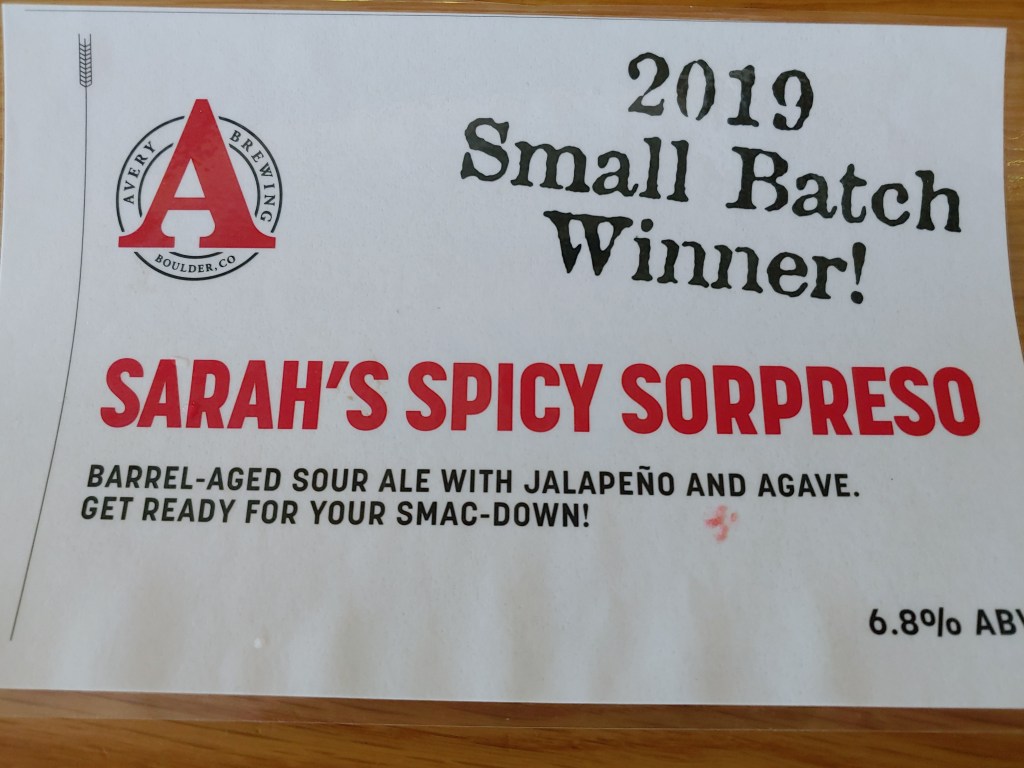 AVERY BREWING
BOULDER, CO
2019
Small Batch
Winner!
SARAH'S SPICY SORPRESO
BARREL-AGED SOUR ALE WITH JALAPEÑO AND AGAVE.
GET READY FOR YOUR SMAC-DOWN!
6.8% ABV